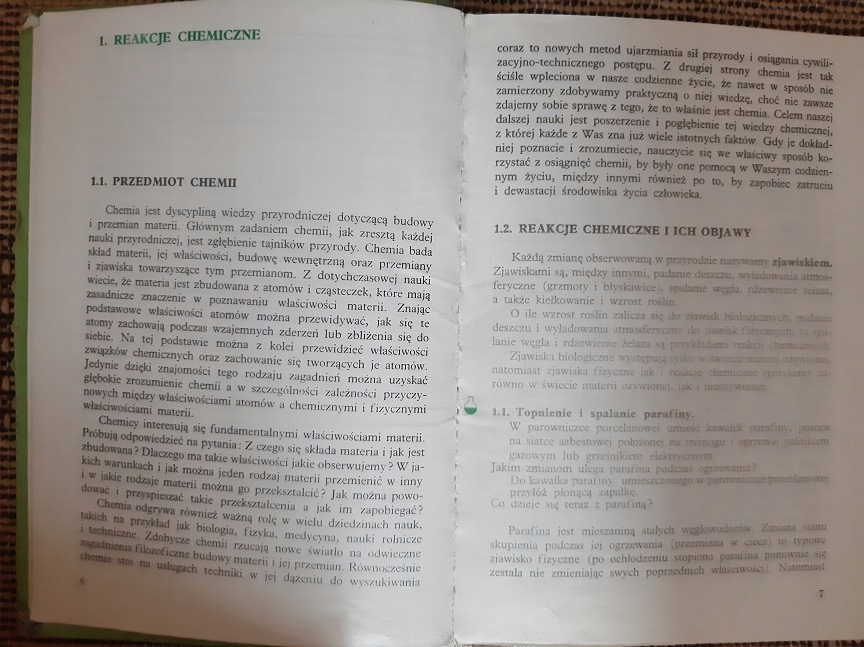 1. REAKCJE CHEMICZNE
1.1. PRZEDMIOT CHEMII
Chemia jest dyscypliną wiedzy przyrodniczej dotyczącą budowy
i przemian materii. Głównym zadaniem chemii, jak zresztą każdej
nauki przyrodniczej, jest zgłębienie tajników przyrody. Chemia bada
skład materii, jej właściwości, budowę wewnętrzną oraz przemiany
i zjawiska towarzyszące tym przemianom. Z dotychczasowej nauki
wiecie, że materia jest zbudowana z atomów i cząsteczek, które mają
zasadnicze znaczenie w poznawaniu właściwości materii. Znając
podstawowe właściwości atomów można przewidywać, jak się te
atomy zachowają podczas wzajemnych zderzeń lub zbliżenia się do
siebie. Na tej podstawie można z kolei przewidzieć właściwości
związków chemicznych oraz zachowanie się tworzących je atomów.
Jedynie dzięki znajomości tego rodzaju zagadnień można uzyskać
głębokie zrozumienie chemii a w szczególności zależności przyczy-
nowych między właściwościami atomów a chemicznymi i fizycznymi
właściwościami materii.
Chemicy interesują się fundamentalnymi właściwościami materii.
Próbują odpowiedzieć na pytania: Z czego się składa materia i jak jest
zbudowana? Dlaczego ma takie właściwości jakie obserwujemy? W ja-
kich warunkach i jak można jeden rodzaj materii przemienić w inny
i w jakie rodzaje materii można go przekształcić? Jak można powo-
dować i przyspieszać takie przekształcenia a jak im zapobiegać?
Chemia odgrywa również ważną rolę w wielu dziedzinach nauk,
takich na przykład jak biologia, fizyka, medycyna, nauki rolnicze
i techniczne. Zdobycze chemii rzucają nowe światło na odwieczne
zagadnienia filozoficzne budowy materii i jej przemian. Równocześnie
chemia stoi na usługach techniki w jej dążeniu do wyszukiwania
6
coraz to nowych metod ujarzmiania sił przyrody i osiągania cywili-
zacyjno-technicznego postępu. Z drugiej strony chemia jest tak
ściśle wpleciona w nasze codzienne życie, że nawet w sposób nie
zamierzony zdobywamy praktyczną o niej wiedzę, choć nie zawsze
zdajemy sobie sprawę z tego, że to właśnie jest chemia. Celem naszej
dalszej nauki jest poszerzenie i pogłębienie tej wiedzy chemicznej,
z której każde z Was zna już wiele istotnych faktów. Gdy je dokład-
niej poznacie i zrozumiecie, nauczycie się we właściwy sposób ko-
rzystać z osiągnięć chemii, by były one pomocą w Waszym codzien-
nym życiu, między innymi również po to, by zapobiec zatruciu
i dewastacji środowiska życia człowieka.
1.2. REAKCJE CHEMICZNE I ICH OBJAWY
Każdą zmianę obserwowaną w przyrodzie nazywamy zjawiskiem.
Zjawiskami są, między innymi, padanie deszczu, wyładowania atmos-
feryczne (grzmoty i błyskawice), spalanie węgla, rdzewienie żelaza,
a także kiełkowanie i wzrost roślin.
O ile wzrost roślin zalicza się do zjawisk biologicznych, padanie
deszczu i wyładowania atmosferyczne do zjawisk fizycznych, to spa-
lanie węgla i rdzewienie żelaza są przykładami reakcji chemicznych.
Zjawiska biologiczne występują tylko w świecie materii ożywionej,
natomiast zjawiska fizyczne jak i reakcje chemiczne spotykamy za-
równo w świecie materii ożywionej, jak i nieożywionej.
1.1. Topnienie i spalanie parafiny.
W parowniczce porcelanowej umieść kawałek parafiny, postaw
na siatce azbestowej położonej na trójnogu i ogrzewaj palnikiem
gazowym lub grzejnikiem elektrycznym.
Jakim zmianom ulega parafina podczas ogrzewania?
Do kawałka parafiny umieszczonego w parowniczce porcelanowej
przyłóż płonącą zapałkę.
Co dzieje się teraz z parafiną?
Parafina jest mieszaniną stałych węglowodorów. Zmiana stanu
skupienia podczas jej ogrzewania (przemiana w ciecz) to typowe
zjawisko fizyczne (po ochłodzeniu stopiona parafina ponownie się
zestala nie zmieniając swych poprzednich właściwości). Natomiast
7